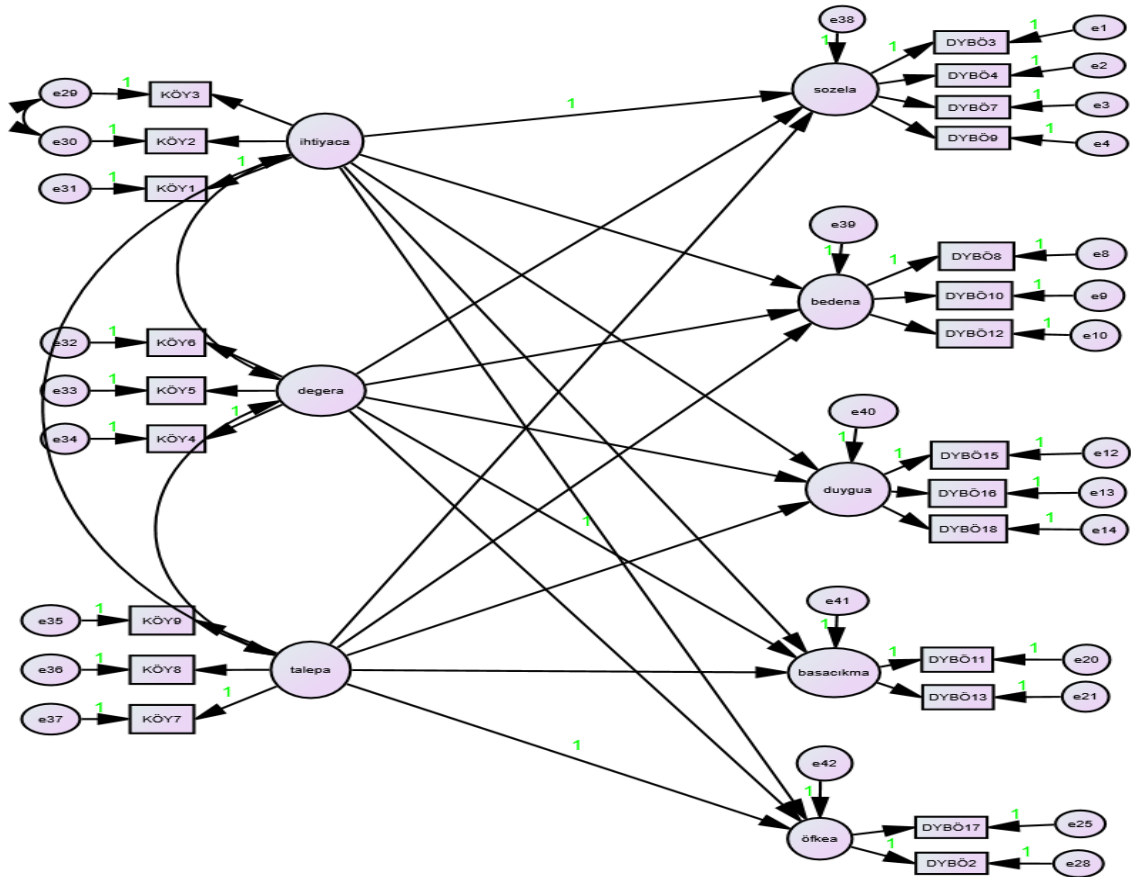 e38
1
DYBÖ3
1
e1
1
DYBÖ4
1
e2
sozela
DYBÖ7
1
e3
DYBÖ9
1
e4
e29
1
KÖY3
1
e30
1
KÖY2
ihtiyaca
e31
1
KÖY1
1
e39
1
1
DYBÖ8
1
e8
bedena
DYBÖ10
1
e9
DYBÖ12
1
e10
e32
1
KÖY6
e33
1
KÖY5
degera
e34
1
KÖY4
1
e40
1
1
DYBÖ15
1
e12
duygua
DYBÖ16
1
e13
DYBÖ18
1
e14
1
e35
1
KÖY9
e36
1
KÖY8
talepa
e37
1
KÖY7
1
e41
1
1
DYBÖ11
1
e20
basacıkma
DYBÖ13
1
e21
1
e42
1
öfkea
DYBÖ17
1
e25
1
DYBÖ2
1
e28